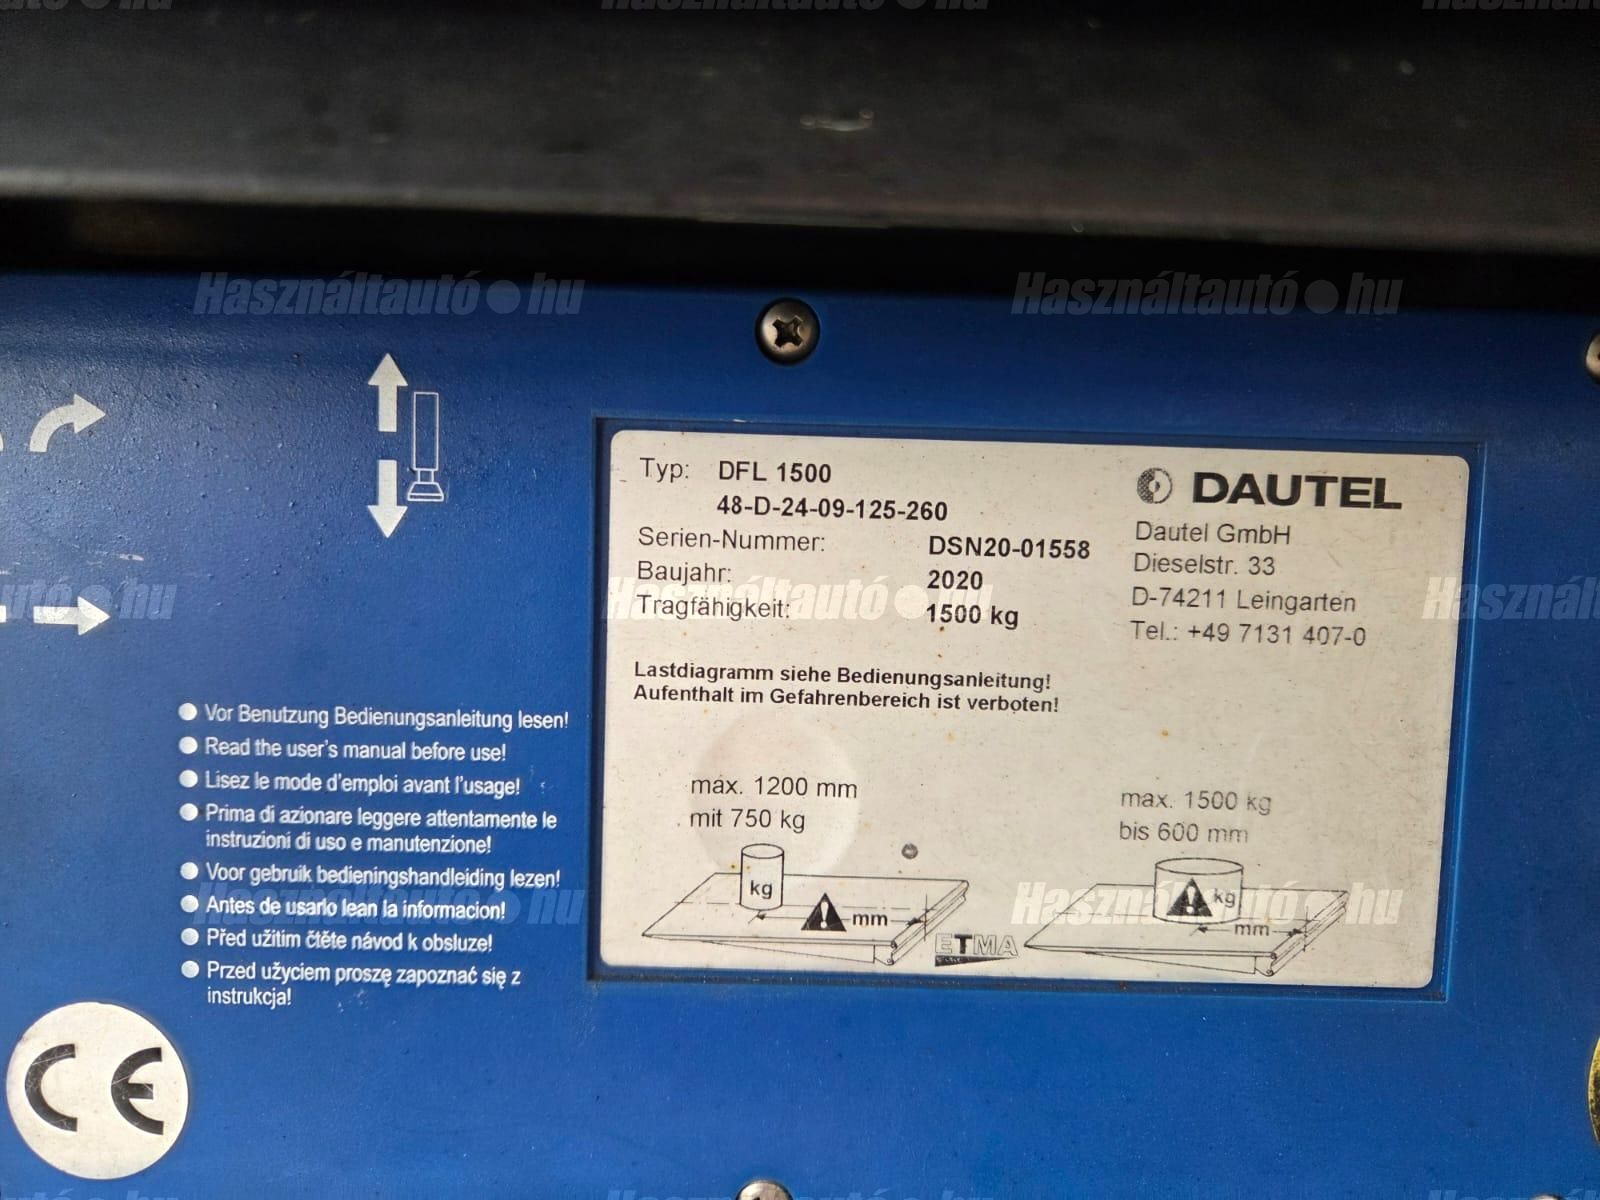 Használtautó hu
Typ: DFL 1500
48-D-24-09-125-260
Serien-Nummer: DSN20-01558
Baujahr: 2020
Tragfähigkeit: 1500 kg
DAUTEL
Dautel GmbH
Dieselstr. 33
D-74211 Leingarten
Tel.: +49 7131 407-0
Lastdiagramm siehe Bedienungsanleitung!
Aufenthalt im Gefahrenbereich ist verboten!
max. 1200 mm
mit 750 kg
kg
mm
max. 1500 kg
bis 600 mm
kg
mm
ETMA
Vor Benutzung Bedienungsanleitung lesen!
Read the user's manual before use!
Lisez le mode d'emploi avant l'usage!
Prima di azionare leggere attentamente le
instruzioni di uso e manutenzione!
Voor gebruik bedieningshandleiding lezen!
Antes de usarlo lean la informacion!
Před užitim čtěte návod k obsluze!
Przed użyciem proszę zapoznać się z
instrukcja!
CE